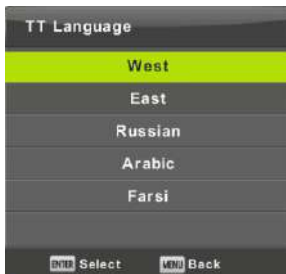 TT Language
West
East
Russian
Arabic
Farsi
ENTER Select MENU Back